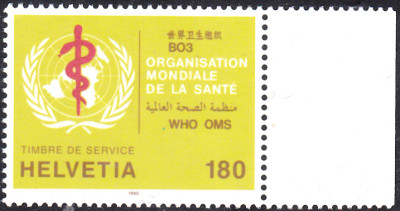 世界卫生组织
ВОЗ
ORGANISATION
MONDIALE
DE LA SANTÉ
منظمة الصحة العالمية
WHO OMS
TIMBRE DE SERVICE
HELVETIA 180